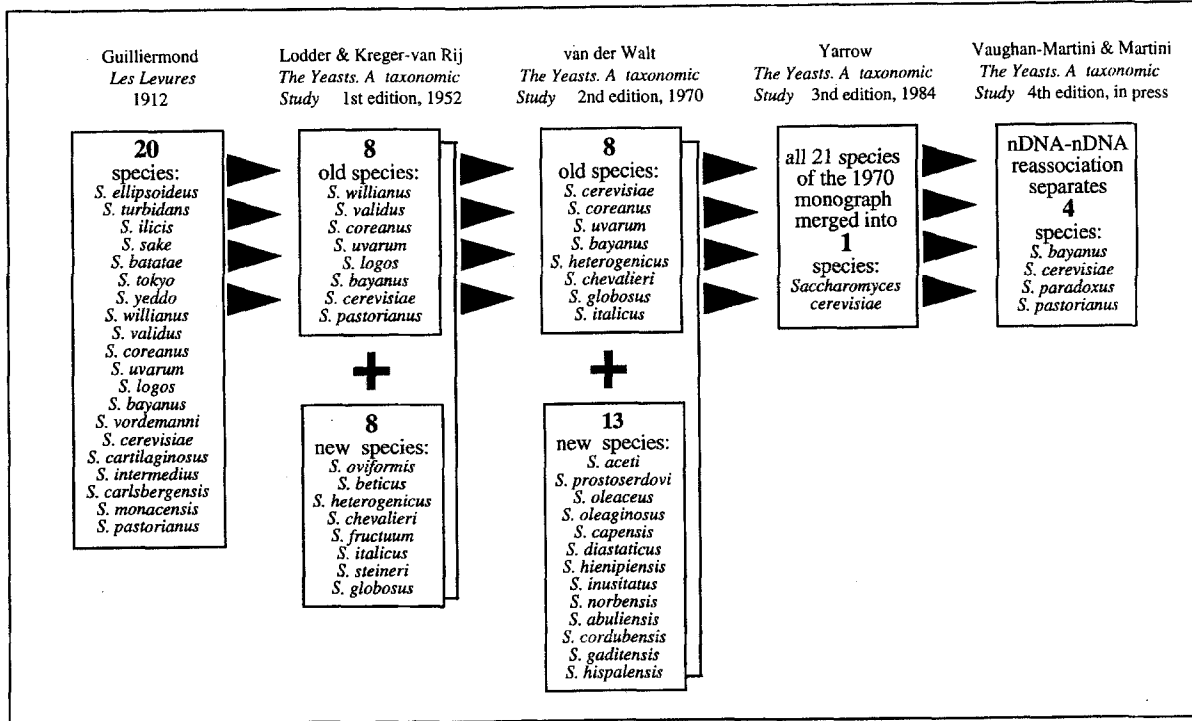 Guilliermond
Les Levures
1912
20
species:
S. ellipsoideus
S. turbidans
S. ilicis
S. sake
S. batatae
S. tokyo
S. yeddo
S. willianus
S. validus
S. coreanus
S. uvarum
S. logos
S. bayanus
S. vordemanni
S. cerevisiae
S. cartilaginosus
S. intermedius
S. carlsbergensis
S. monacensis
S. pastorianus
Lodder & Kreger-van Rij
The Yeasts. A taxonomic
Study 1st edition, 1952
8
old species:
S. willianus
S. validus
S. coreanus
S. uvarum
S. logos
S. bayanus
S. cerevisiae
S. pastorianus
+
8
new species:
S. oviformis
S. beticus
S. heterogenicus
S. chevalieri
S. fructuum
S. italicus
S. steineri
S. globosus
van der Walt
The Yeasts. A taxonomic
Study 2nd edition, 1970
8
old species:
S. cerevisiae
S. coreanus
S. uvarum
S. bayanus
S. heterogenicus
S. chevalieri
S. globosus
S. italicus
+
13
new species:
S. aceti
S. prostoserdovi
S. oleaceus
S. oleaginosus
S. capensis
S. diastaticus
S. hienipiensis
S. inusitatus
S. norbensis
S. abuliensis
S. cordubensis
S. gaditensis
S. hispalensis
Yarrow
The Yeasts. A taxonomic
Study 3nd edition, 1984
all 21 species
of the 1970
monograph
merged into
1
species:
Saccharomyces
cerevisiae
Vaughan-Martini & Martini
The Yeasts. A taxonomic
Study 4th edition, in press
nDNA-nDNA
reassociation
separates
4
species:
S. bayanus
S. cerevisiae
S. paradoxus
S. pastorianus